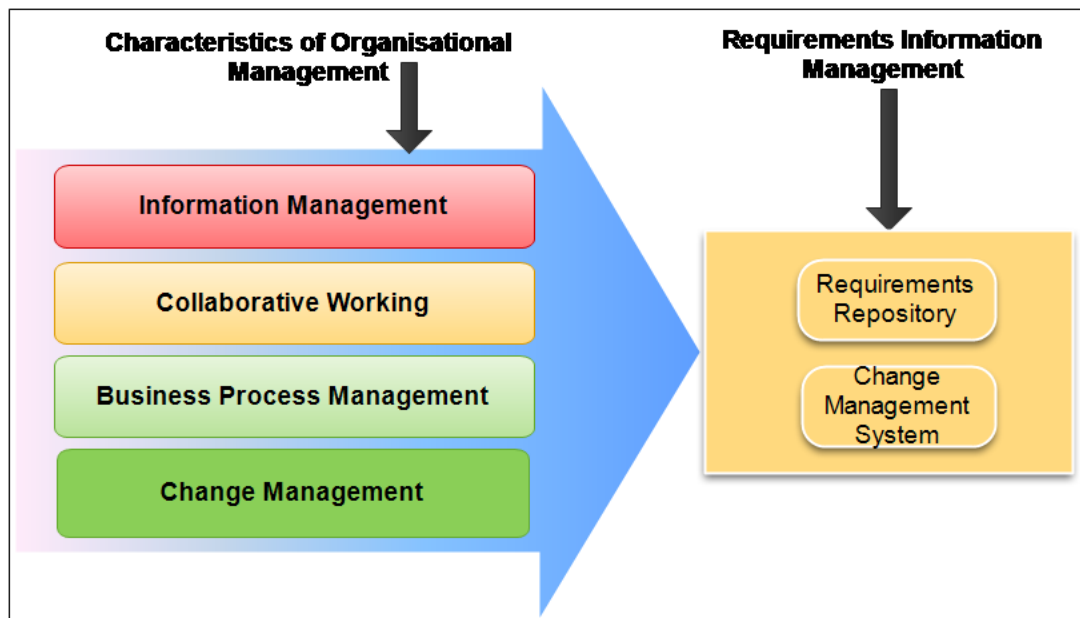 Characteristics of Organisational
Management
Requirements Information
Management
Information Management
Collaborative Working
Business Process Management
Change Management
Requirements
Repository
Change
Management
System